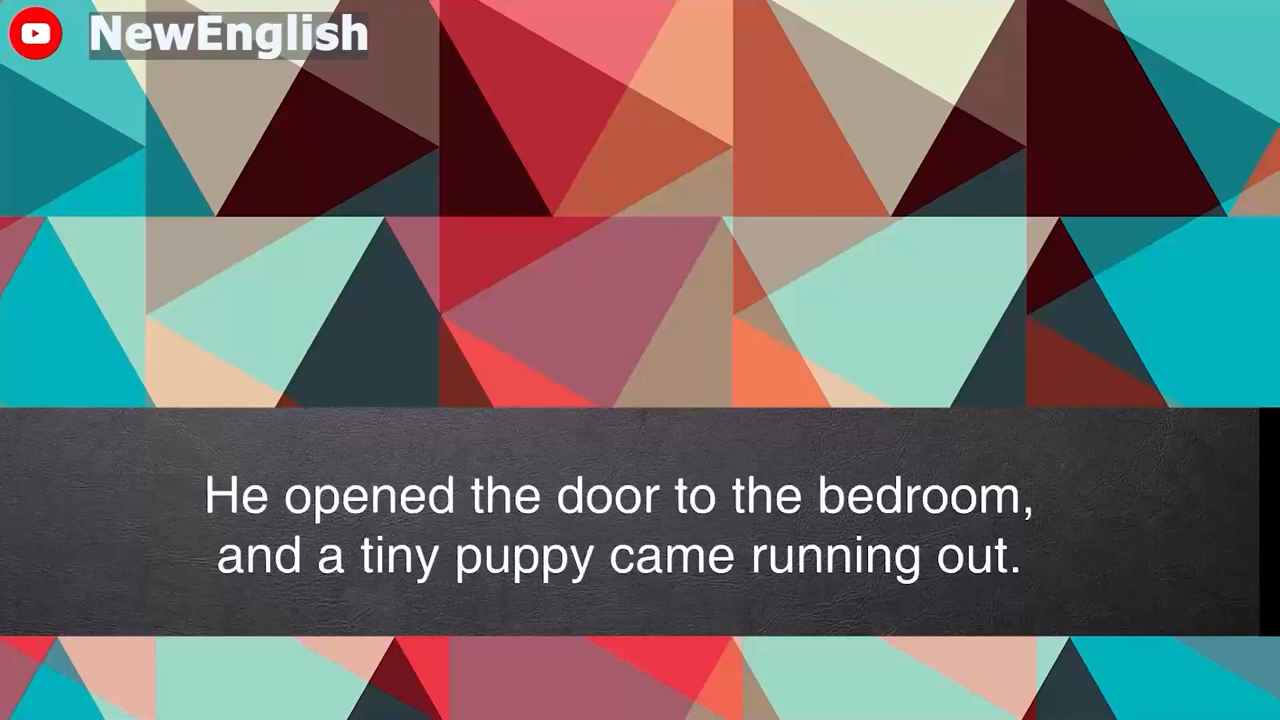 NewEnglish
He opened the door to the bedroom,
and a tiny puppy came running out.